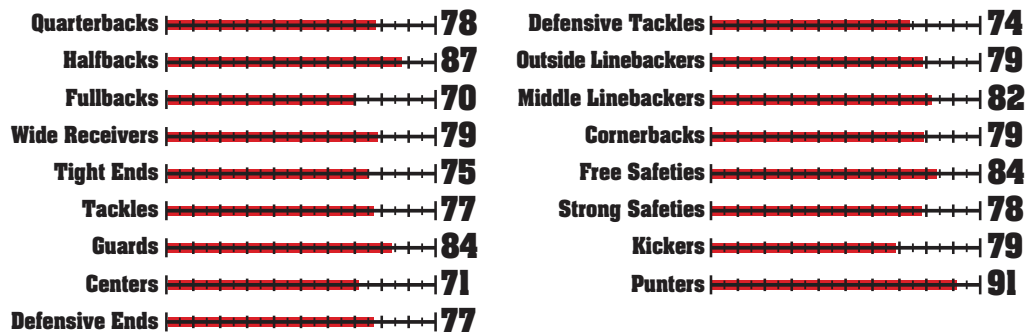 Quarterbacks 78
Halfbacks 87
Fullbacks 70
Wide Receivers 79
Tight Ends 75
Tackles 77
Guards 84
Centers 71
Defensive Ends 77
Defensive Tackles 74
Outside Linebackers 79
Middle Linebackers 82
Cornerbacks 79
Free Safeties 84
Strong Safeties 78
Kickers 79
Punters 91